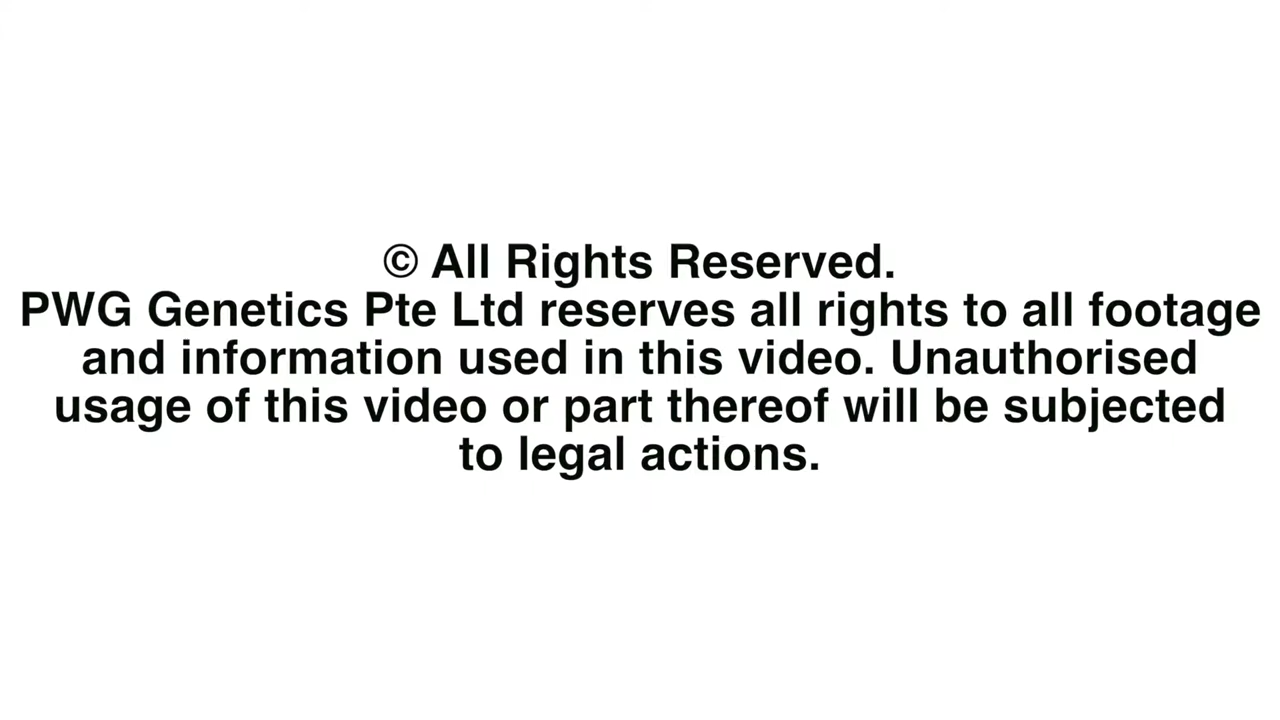 © All Rights Reserved.
PWG Genetics Pte Ltd reserves all rights to all footage
and information used in this video. Unauthorised
usage of this video or part thereof will be subjected
to legal actions.